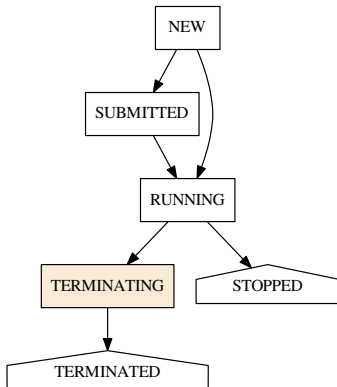 NEW
SUBMITTED
RUNNING
TERMINATING
STOPPED
TERMINATED